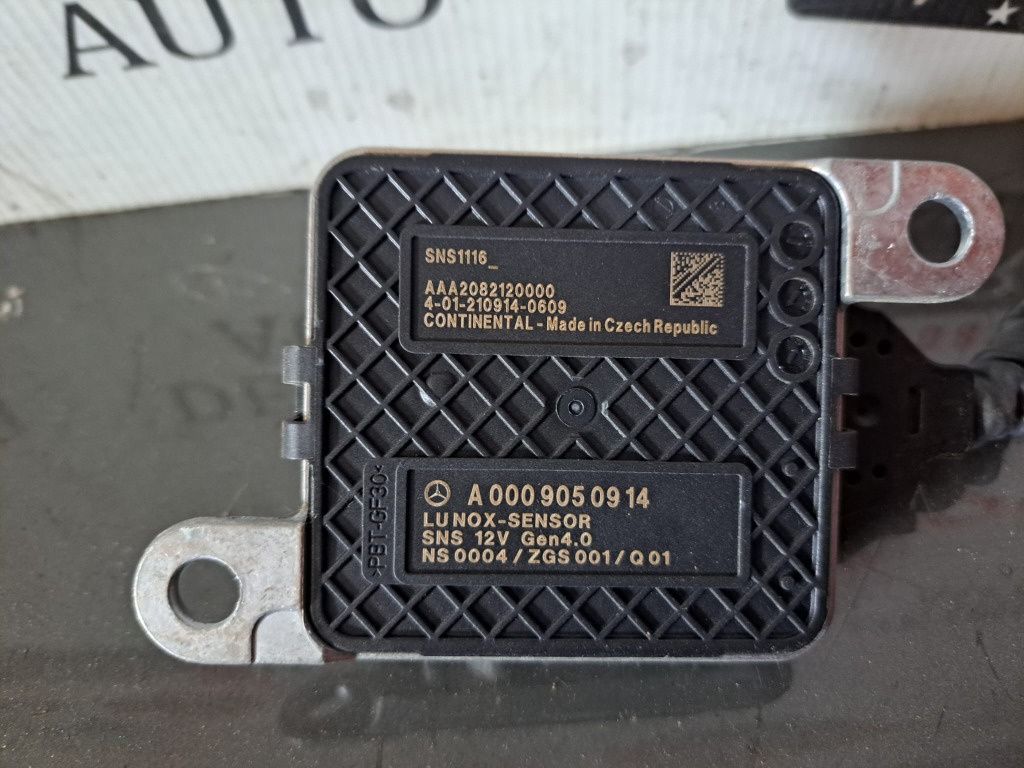 AUTO
SNS1116_
AAA2082120000
4-01-210914-0609
CONTINENTAL - Made in Czech Republic
>PBT-GF30<
A 000 905 09 14
LU NOX-SENSOR
SNS 12V Gen4.0
NS 0004 / ZGS 001 / Q 01